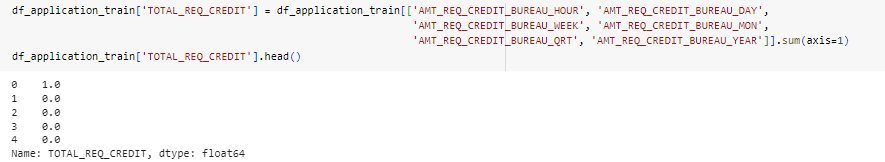 df_application_train['TOTAL_REQ_CREDIT'] = df_application_train[['AMT_REQ_CREDIT_BUREAU_HOUR', 'AMT_REQ_CREDIT_BUREAU_DAY',
'AMT_REQ_CREDIT_BUREAU_WEEK', 'AMT_REQ_CREDIT_BUREAU_MON',
'AMT_REQ_CREDIT_BUREAU_QRT', 'AMT_REQ_CREDIT_BUREAU_YEAR']].sum(axis=1)
df_application_train['TOTAL_REQ_CREDIT'].head()
0    1.0
1    0.0
2    0.0
3    0.0
4    0.0
Name: TOTAL_REQ_CREDIT, dtype: float64